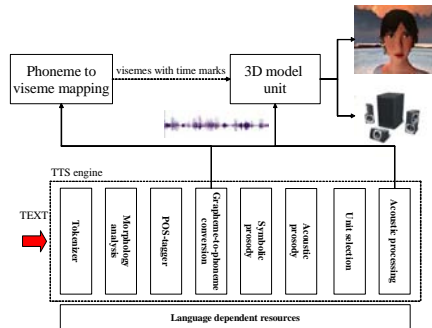 Phoneme to
viseme mapping
visemes with time marks
3D model
unit
TTS engine
TEXT
Tokenizer
Morphology
analysis
POS-tagger
Grapheme-to-phoneme
conversion
Symbolic
prosody
Acoustic
prosody
Unit selection
Acoustic processing
Language dependent resources